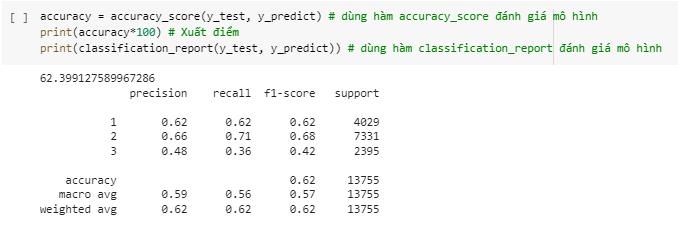 [ ] accuracy = accuracy_score(y_test, y_predict) # dùng hàm accuracy_score đánh giá mô hình
print(accuracy*100) # Xuất điểm
print(classification_report(y_test, y_predict)) # dùng hàm classification_report đánh giá mô hình
62.399127589967286
precision recall f1-score support
1 0.62 0.62 0.62 4029
2 0.66 0.71 0.68 7331
3 0.48 0.36 0.42 2395
accuracy 0.62 13755
macro avg 0.59 0.56 0.57 13755
weighted avg 0.62 0.62 0.62 13755